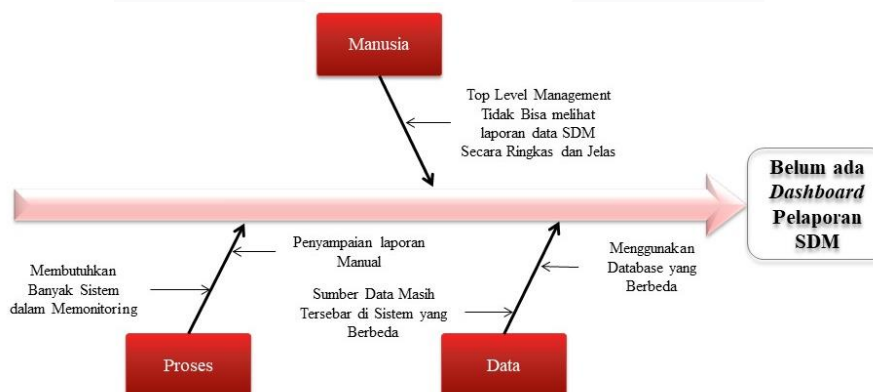 Manusia
Top Level Management
Tidak Bisa melihat
laporan data SDM
Secara Ringkas dan Jelas
Belum ada
Dashboard
Pelaporan
SDM
Penyampaian laporan
Manual
Membutuhkan
Banyak Sistem
dalam Memonitoring
Menggunakan
Database yang
Berbeda
Sumber Data Masih
Tersebar di Sistem yang
Berbeda
Proses
Data